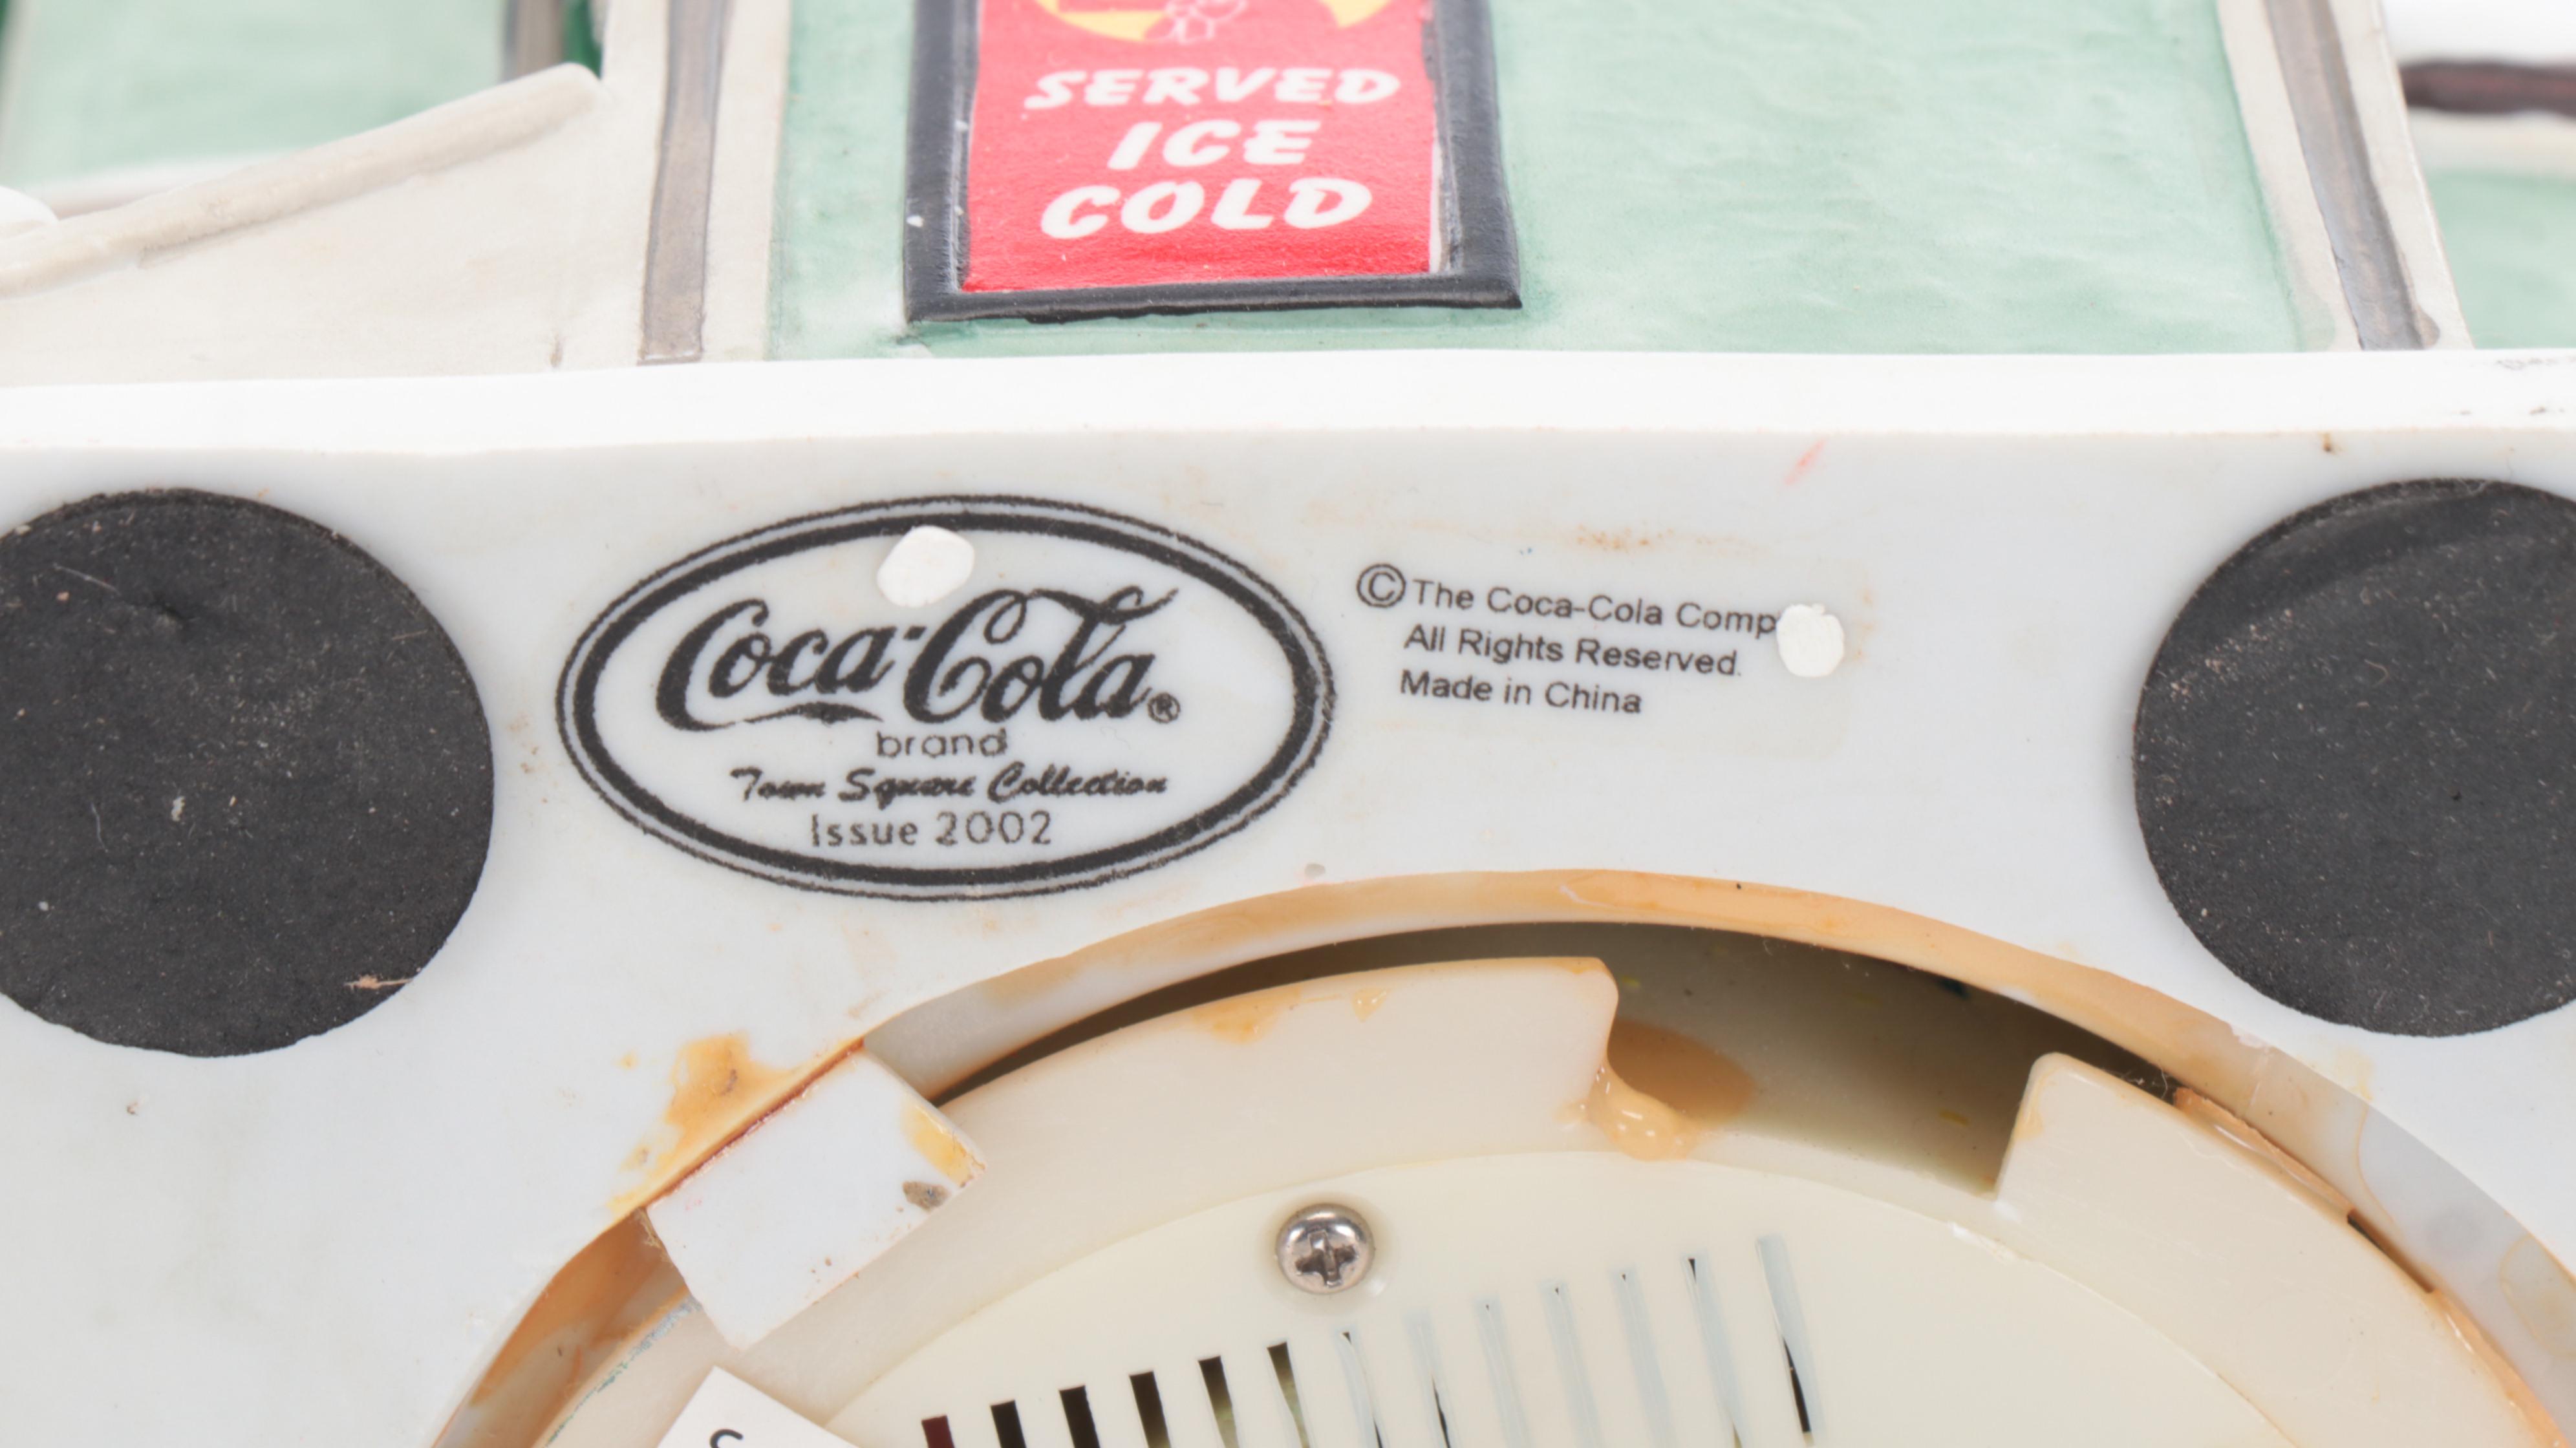 SERVED
ICE
COLD
Coca-Cola®
brand
Town Square Collection
Issue 2002
© The Coca-Cola Comp
All Rights Reserved.
Made in China